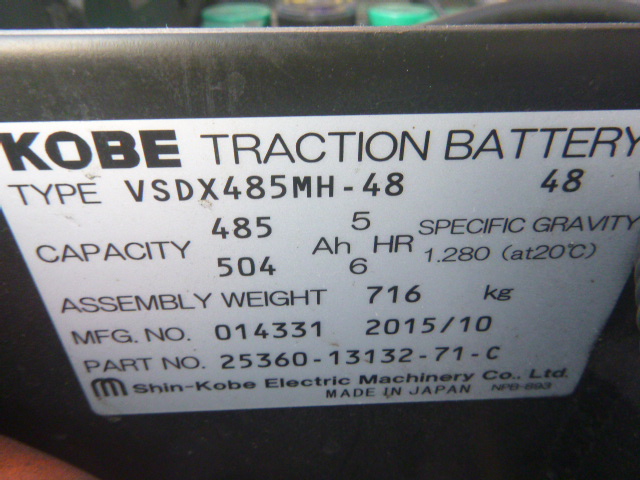 KOBE TRACTION BATTERY
TYPE VSDX485MH-48 48
CAPACITY 485 Ah 5 HR SPECIFIC GRAVITY
504 6 1.280 (at20℃)
ASSEMBLY WEIGHT 716 kg
MFG. NO. 014331 2015/10
PART NO. 25360-13132-71-C
Shin-Kobe Electric Machinery Co., Ltd.
MADE IN JAPAN NPB-893